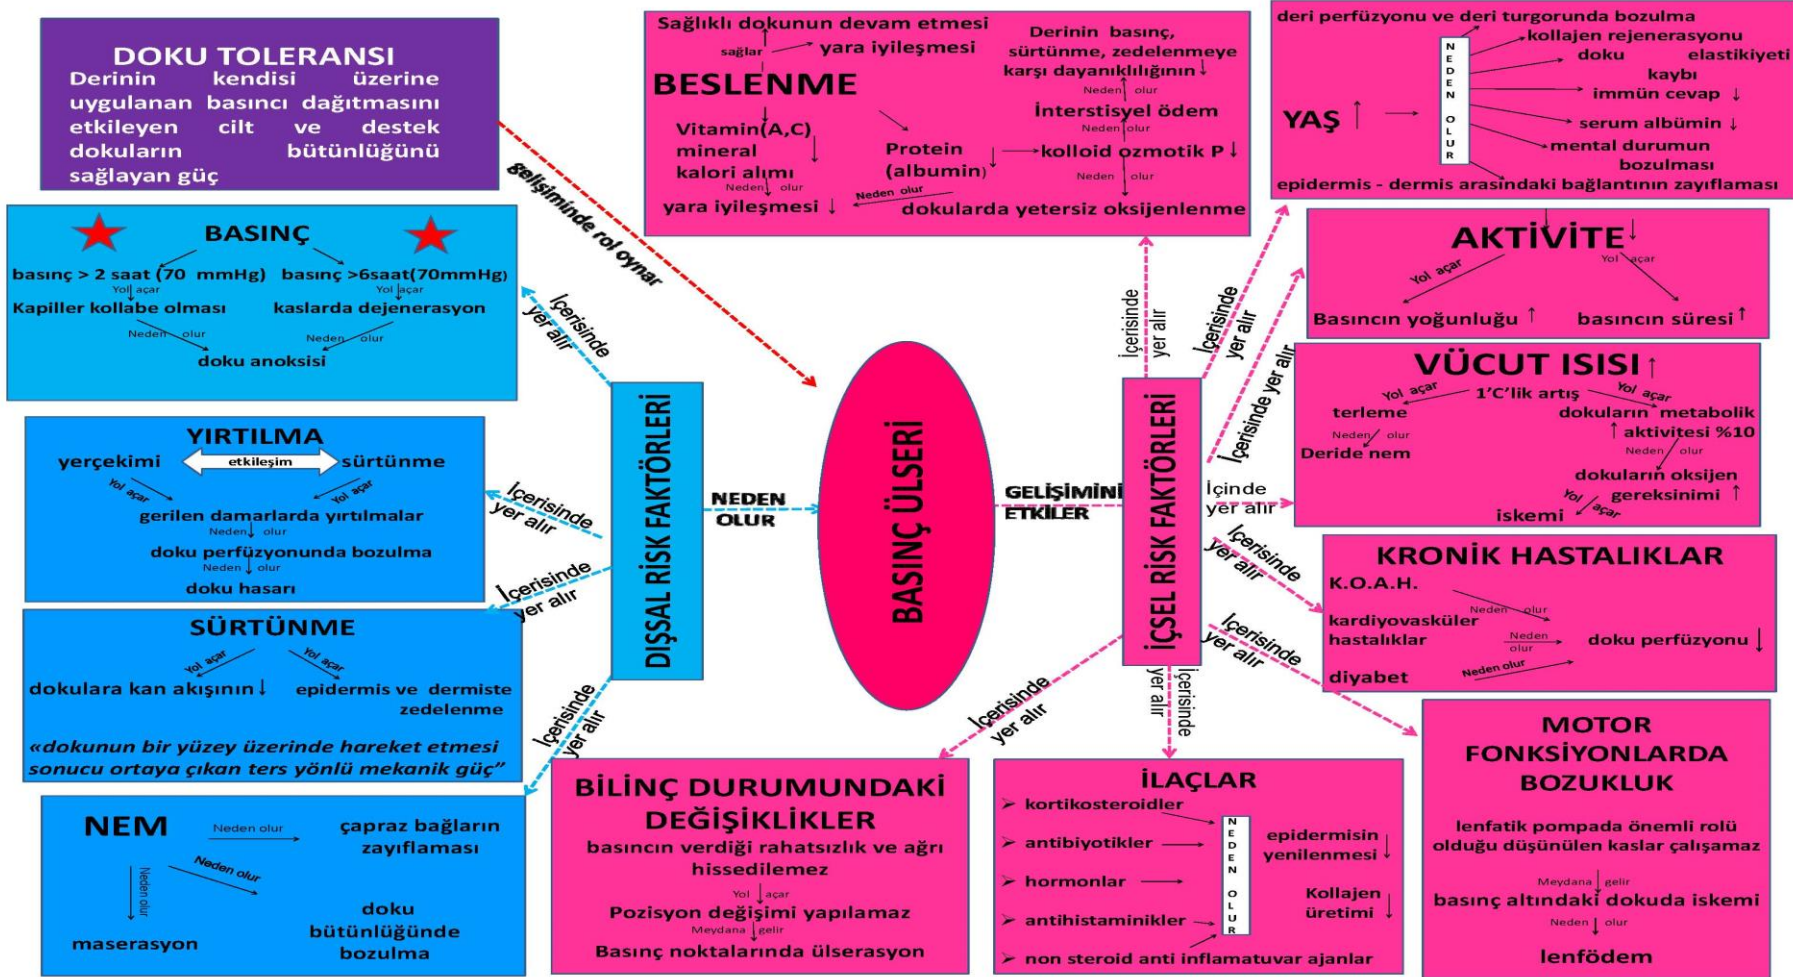 DOKU TOLERANSI
Derinin kendisi üzerine
uygulanan basıncı dağıtmasını
etkileyen cilt ve destek
dokuların bütünlüğünü
sağlayan güç
gelişiminde rol oynar
BASINÇ
basınç > 2 saat (70 mmHg)
basınç >6saat(70mmHg)
Yol açar
Yol açar
Kapiller kollabe olması
kaslarda dejenerasyon
Neden olur
Neden olur
doku anoksisi
İçerisinde
yer alır
YIRTILMA
yerçekimi
etkileşim
sürtünme
Yol açar
Yol açar
gerilen damarlarda yırtılmalar
Neden olur
doku perfüzyonunda bozulma
Neden olur
doku hasarı
İçerisinde
yer alır
SÜRTÜNME
Yol açar
Yol açar
dokulara kan akışının ↓
epidermis ve dermiste
zedelenme
«dokunun bir yüzey üzerinde hareket etmesi
sonucu ortaya çıkan ters yönlü mekanik güç”
İçerisinde
yer alır
NEM
Neden olur
çapraz bağların
zayıflaması
Neden olur
doku
bütünlüğünde
bozulma
Neden olur
maserasyon
İçerisinde
yer alır
DIŞSAL RİSK FAKTÖRLERİ
NEDEN
OLUR
BASINÇ ÜLSERİ
GELİŞİMİNİ
ETKİLER
İÇSEL RİSK FAKTÖRLERİ
Sağlıklı dokunun devam etmesi
sağlar
yara iyileşmesi
BESLENME
Vitamin(A,C)
mineral
kalori alımı ↓
Neden olur
yara iyileşmesi ↓
Protein
(albumin) ↓
Neden olur
kolloid ozmotik P ↓
Neden olur
İnterstisyel ödem
Neden olur
Derinin basınç,
sürtünme, zedelenmeye
karşı dayanıklılığının ↓
Neden olur
dokularda yetersiz oksijenlenme
İçerisinde
yer alır
YAŞ ↑
NEDEN OLUR
deri perfüzyonu ve deri turgorunda bozulma
kollajen rejenerasyonu
doku elastikiyeti
kaybı
immün cevap ↓
serum albümin ↓
mental durumun
bozulması
epidermis - dermis arasındaki bağlantının zayıflaması
İçerisinde
yer alır
AKTİVİTE ↓
Yol açar
Yol açar
Basıncın yoğunluğu ↑
basıncın süresi ↑
İçerisinde yer alır
VÜCUT ISISI ↑
Yol açar
1’C’lik artış
Yol açar
terleme
Neden olur
Deride nem
dokuların metabolik
↑ aktivitesi %10
Neden olur
dokuların oksijen
gereksinimi ↑
Yol açar
iskemi
İçinde
yer alır
KRONİK HASTALIKLAR
K.O.A.H.
Neden olur
kardiyovasküler
hastalıklar
Neden
olur
doku perfüzyonu ↓
diyabet
Neden olur
İçerisinde
yer alır
MOTOR
FONKSİYONLARDA
BOZUKLUK
lenfatik pompada önemli rolü
olduğu düşünülen kaslar çalışamaz
Meydana gelir
basınç altındaki dokuda iskemi
Neden olur
lenfödem
İçerisinde
yer alır
İLAÇLAR
➢ kortikosteroidler
➢ antibiyotikler
➢ hormonlar
➢ antihistaminikler
➢ non steroid anti inflamatuvar ajanlar
NEDEN OLUR
epidermisin
yenilenmesi ↓
Kollajen
üretimi ↓
İçerisinde
yer alır
BİLİNÇ DURUMUNDAKİ
DEĞİŞİKLİKLER
basıncın verdiği rahatsızlık ve ağrı
hissedilemez
Yol açar
Pozisyon değişimi yapılamaz
Meydana gelir
Basınç noktalarında ülserasyon
İçerisinde
yer alır